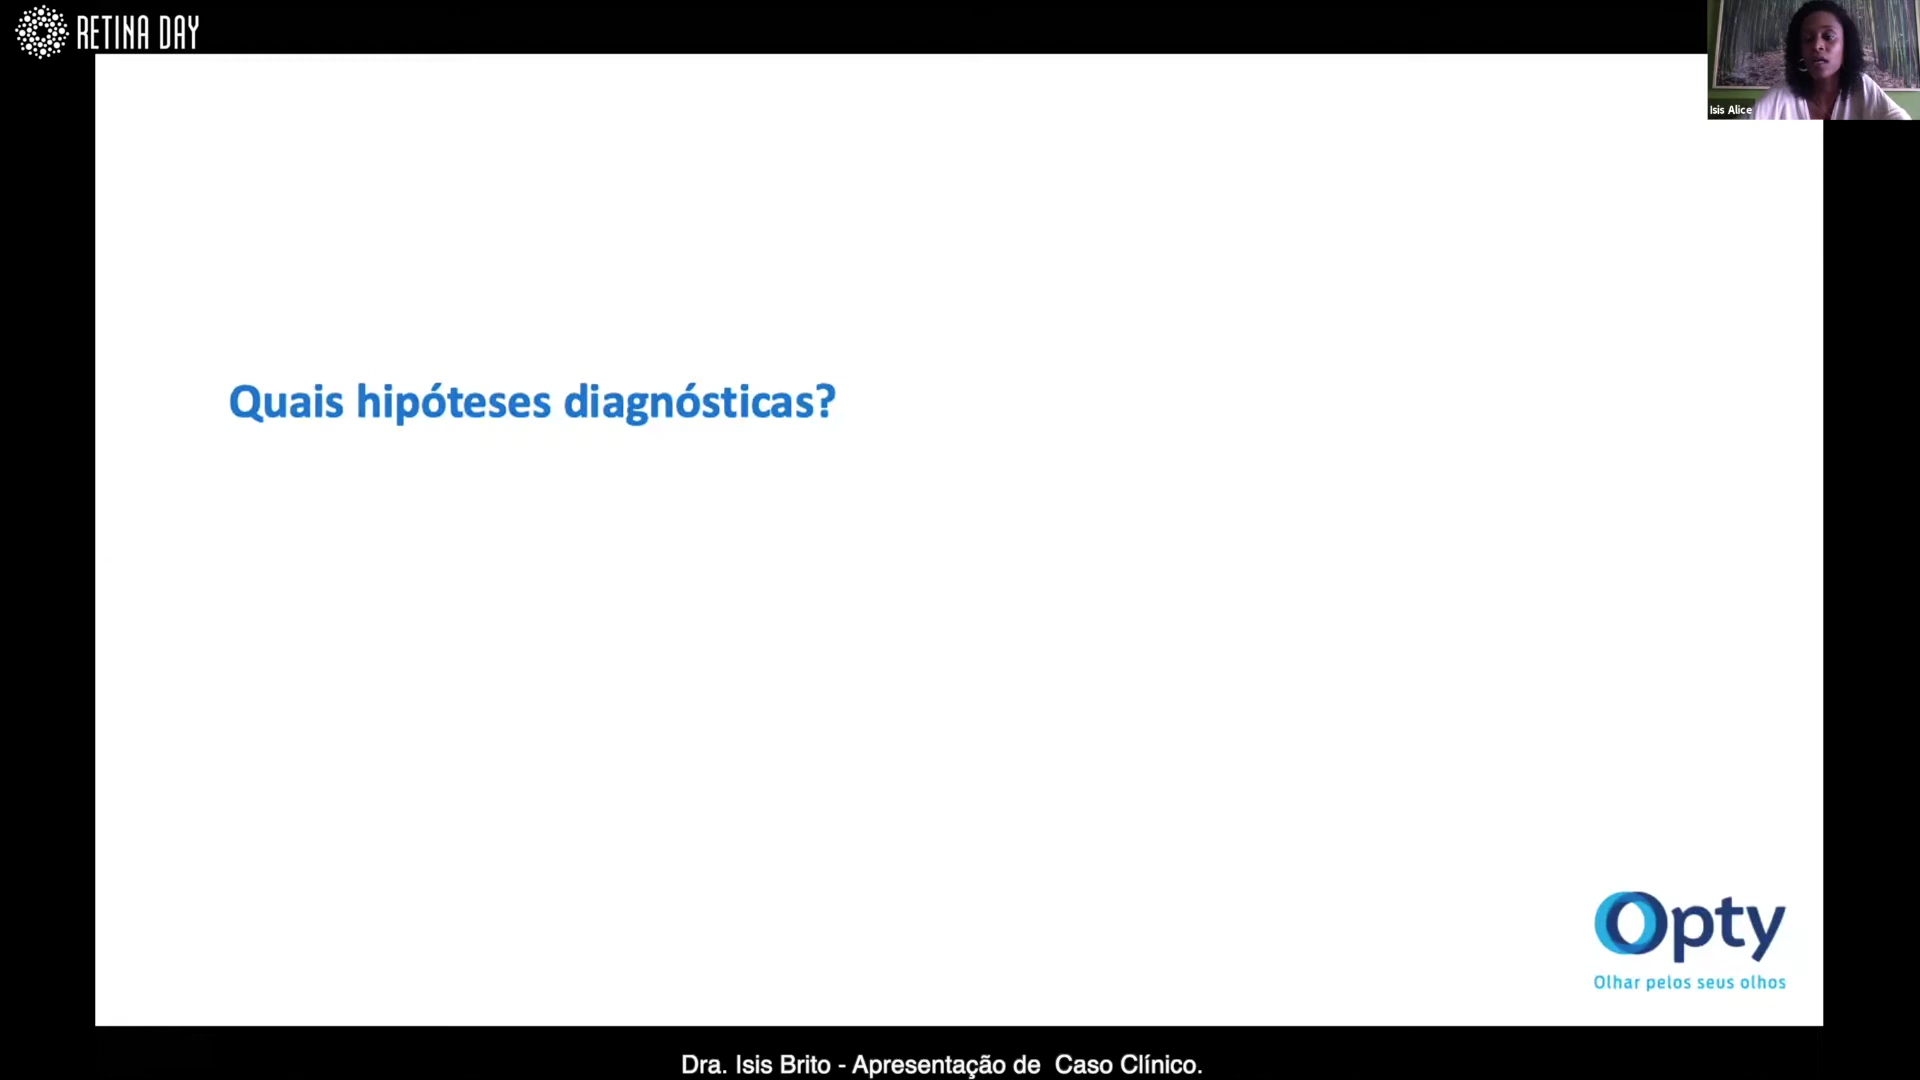 RETINA DAY
Isis Alice
Quais hipóteses diagnósticas?
Opty
Olhar pelos seus olhos
Dra. Isis Brito - Apresentação de  Caso Clínico.